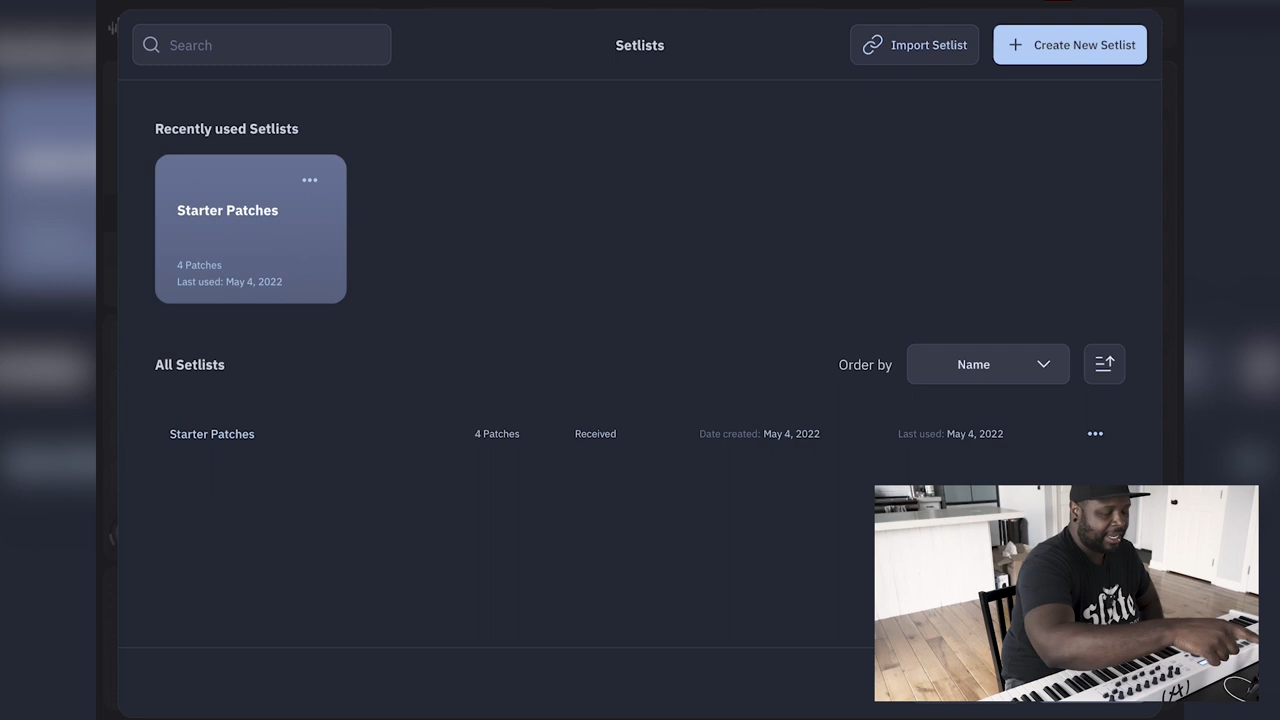 Search
Setlists
Import Setlist
Create New Setlist
Recently used Setlists
Starter Patches
4 Patches
Last used: May 4, 2022
All Setlists
Order by
Name
Starter Patches
4 Patches
Received
Date created: May 4, 2022
Last used: May 4, 2022
slate